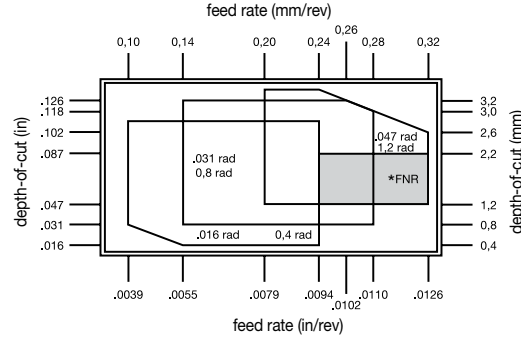 feed rate (mm/rev)
0,10 0,14 0,20 0,24 0,26 0,28 0,32
depth-of-cut (in)
.126
.118
.102
.087
.047
.031
.016
.031 rad
0,8 rad
.047 rad
1,2 rad
*FNR
.016 rad 0,4 rad
3,2
3,0
2,6
2,2
1,2
0,8
0,4
depth-of-cut (mm)
.0039 .0055 .0079 .0094 .0102 .0110 .0126
feed rate (in/rev)